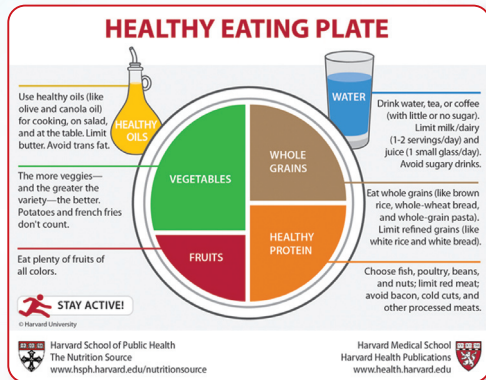 HEALTHY EATING PLATE
Use healthy oils (like
olive and canola oil)
for cooking, on salad,
and at the table. Limit
butter. Avoid trans fat.
HEALTHY
OILS
The more veggies—
and the greater the
variety—the better.
Potatoes and french fries
don't count.
Eat plenty of fruits of
all colors.
VEGETABLES
FRUITS
WHOLE
GRAINS
HEALTHY
PROTEIN
WATER
Drink water, tea, or coffee
(with little or no sugar).
Limit milk/dairy
(1-2 servings/day) and
juice (1 small glass/day).
Avoid sugary drinks.
Eat whole grains (like brown
rice, whole-wheat bread,
and whole-grain pasta).
Limit refined grains (like
white rice and white bread).
Choose fish, poultry, beans,
and nuts; limit red meat;
avoid bacon, cold cuts, and
other processed meats.
STAY ACTIVE!
© Harvard University
Harvard School of Public Health
The Nutrition Source
www.hsph.harvard.edu/nutritionsource
Harvard Medical School
Harvard Health Publications
www.health.harvard.edu